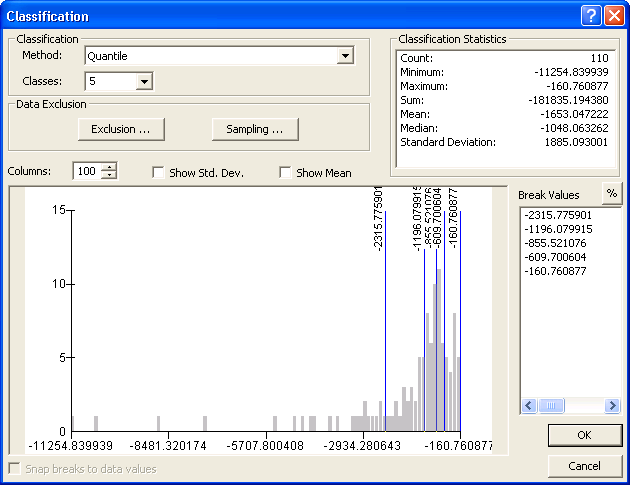 Classification
Classification
Method: Quantile
Classes: 5
Data Exclusion
Exclusion ...
Sampling ...
Classification Statistics
Count: 110
Minimum: -11254.839939
Maximum: -160.760877
Sum: -181835.194380
Mean: -1653.047222
Median: -1048.063262
Standard Deviation: 1885.093001
Columns: 100
Show Std. Dev.
Show Mean
Break Values
%
-2315.775901
-1196.079915
-855.521076
-609.700604
-160.760877
15
10
5
0
-2315.775901
-1196.079915
-855.521076
-609.700604
-160.760877
-11254.839939 -8481.320174 -5707.800408 -2934.280643 -160.760877
Snap breaks to data values
OK
Cancel